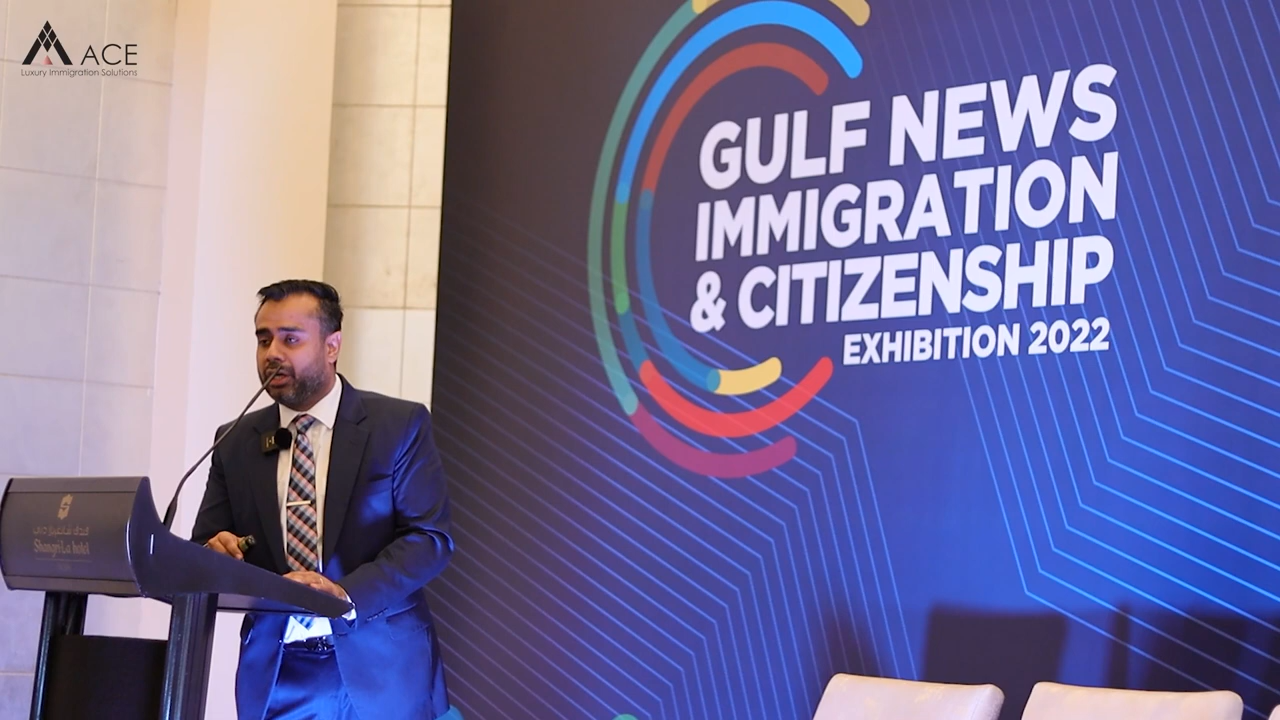 ACE
Luxury Immigration Solutions
GULF NEWS
IMMIGRATION
& CITIZENSHIP
EXHIBITION 2022
Shangri-La hotel